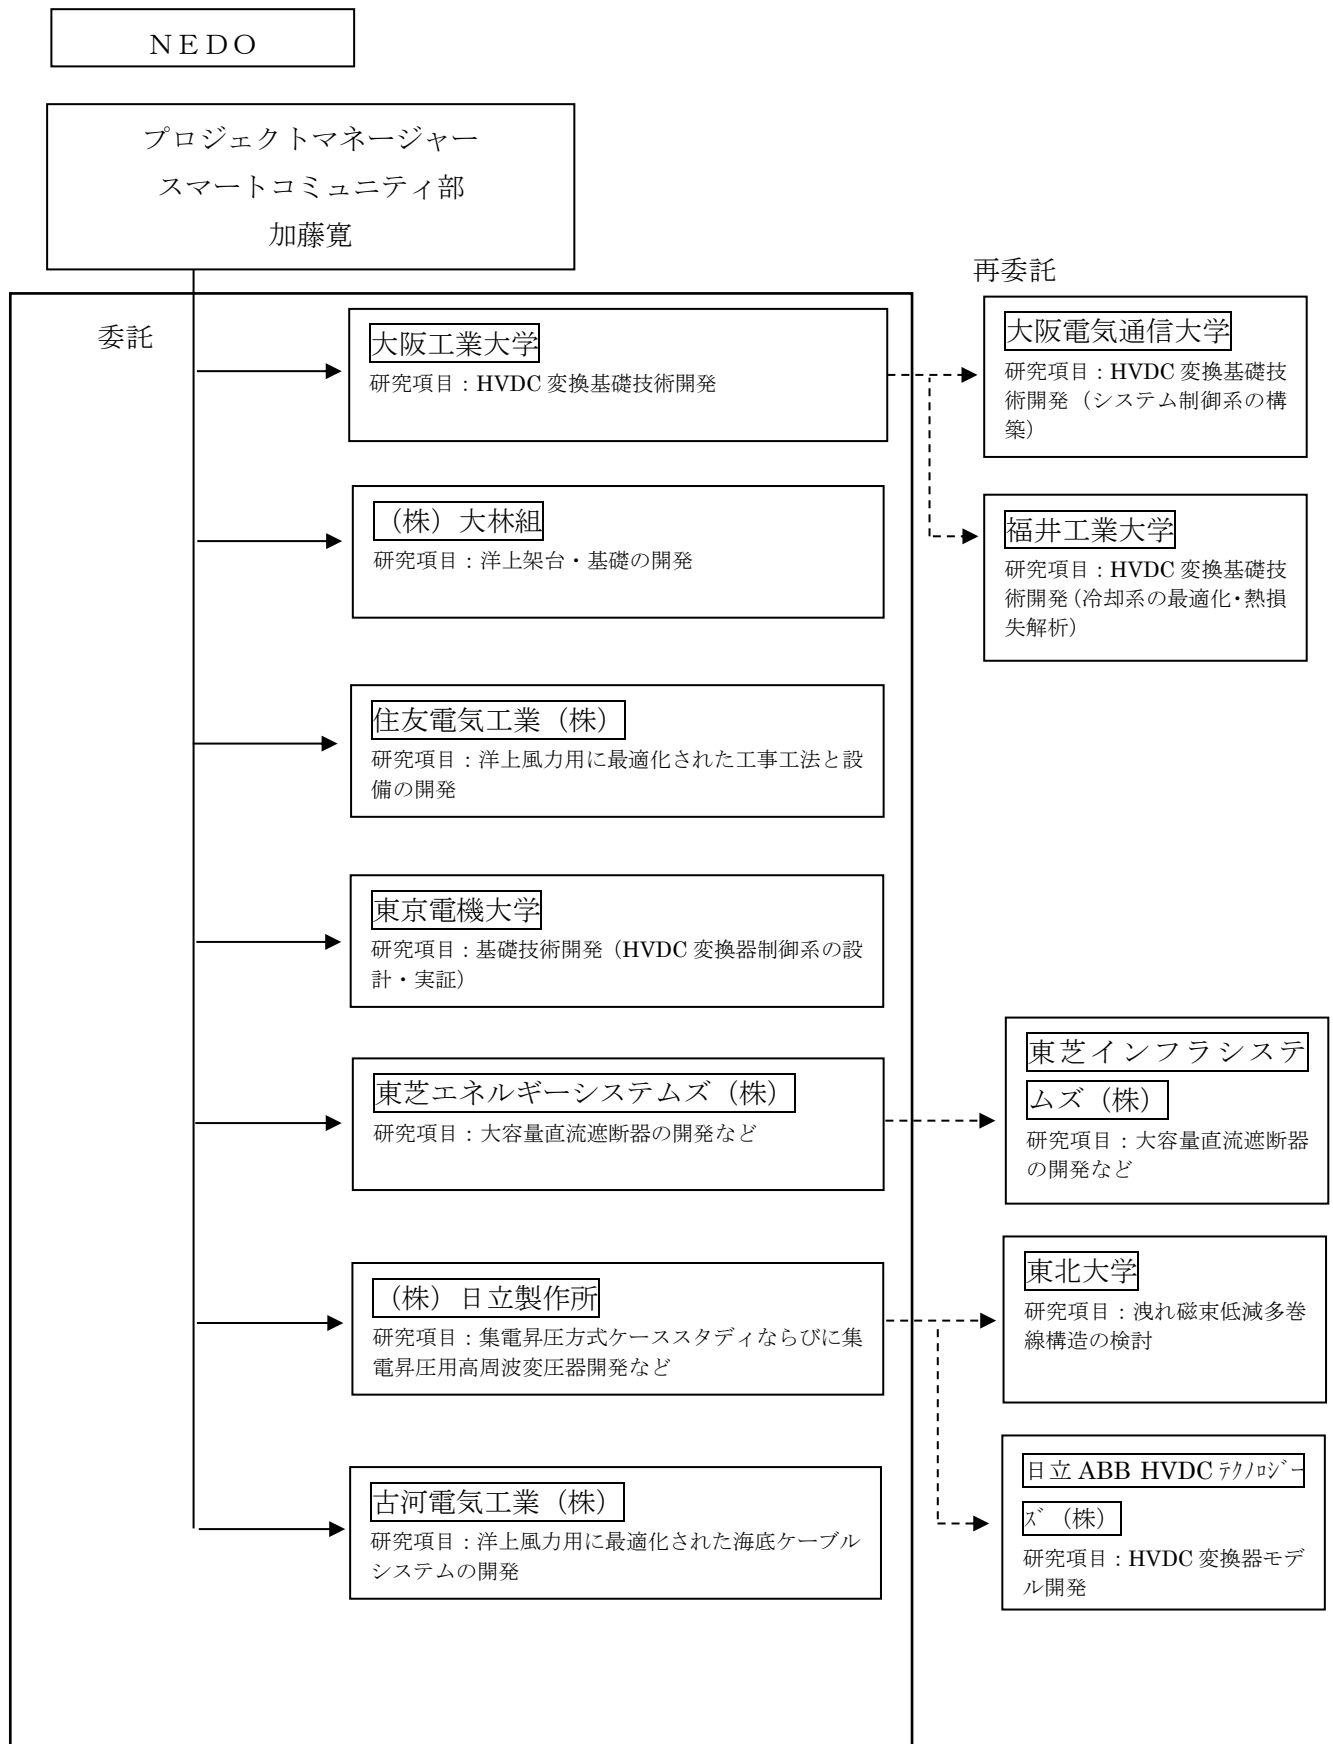 ＮＥＤＯ
プロジェクトマネージャー
スマートコミュニティ部
加藤寛
再委託
委託
大阪工業大学
研究項目：HVDC 変換基礎技術開発
大阪電気通信大学
研究項目：HVDC 変換基礎技
術開発（システム制御系の構
築）
（株）大林組
研究項目：洋上架台・基礎の開発
福井工業大学
研究項目：HVDC 変換基礎技
術開発（冷却系の最適化・熱損
失解析）
住友電気工業（株）
研究項目：洋上風力用に最適化された工事工法と設
備の開発
東京電機大学
研究項目：基礎技術開発（HVDC 変換器制御系の設
計・実証）
東芝エネルギーシステムズ（株）
研究項目：大容量直流遮断器の開発など
東芝インフラシステ
ムズ（株）
研究項目：大容量直流遮断器
の開発など
（株）日立製作所
研究項目：集電昇圧方式ケーススタディならびに集
電昇圧用高周波変圧器開発など
東北大学
研究項目：洩れ磁束低減多巻
線構造の検討
古河電気工業（株）
研究項目：洋上風力用に最適化された海底ケーブル
システムの開発
日立 ABB HVDC ﾃｸﾉﾛｼﾞｰ
ｽﾞ（株）
研究項目：HVDC 変換器モデ
ル開発